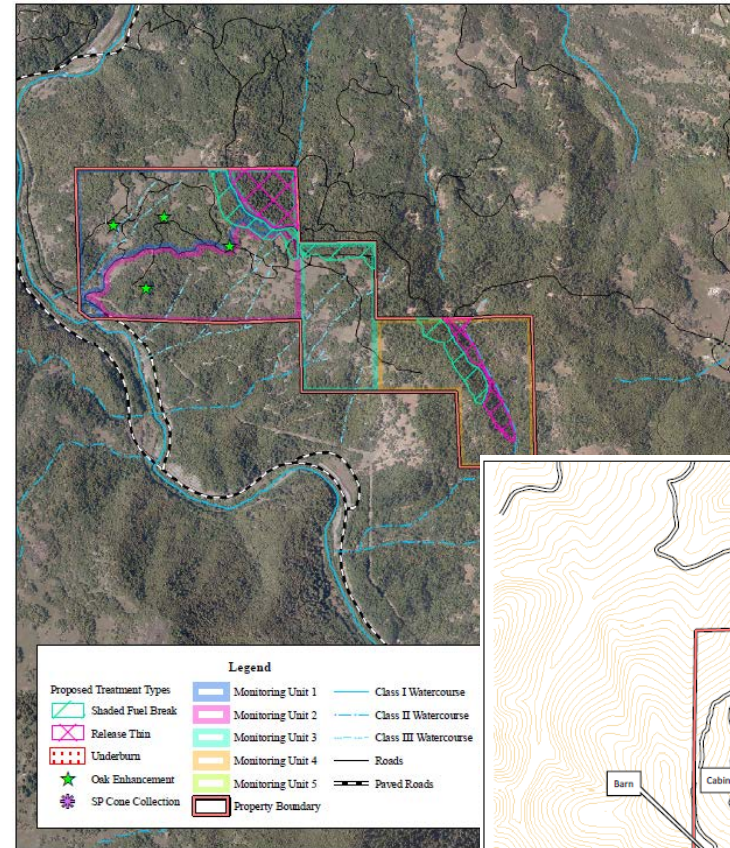 Legend
Proposed Treatment Types
Shaded Fuel Break
Release Thin
Underburn
Oak Enhancement
SP Cone Collection
Monitoring Unit 1
Monitoring Unit 2
Monitoring Unit 3
Monitoring Unit 4
Monitoring Unit 5
Property Boundary
Class I Watercourse
Class II Watercourse
Class III Watercourse
Roads
Paved Roads
Barn
Cabin